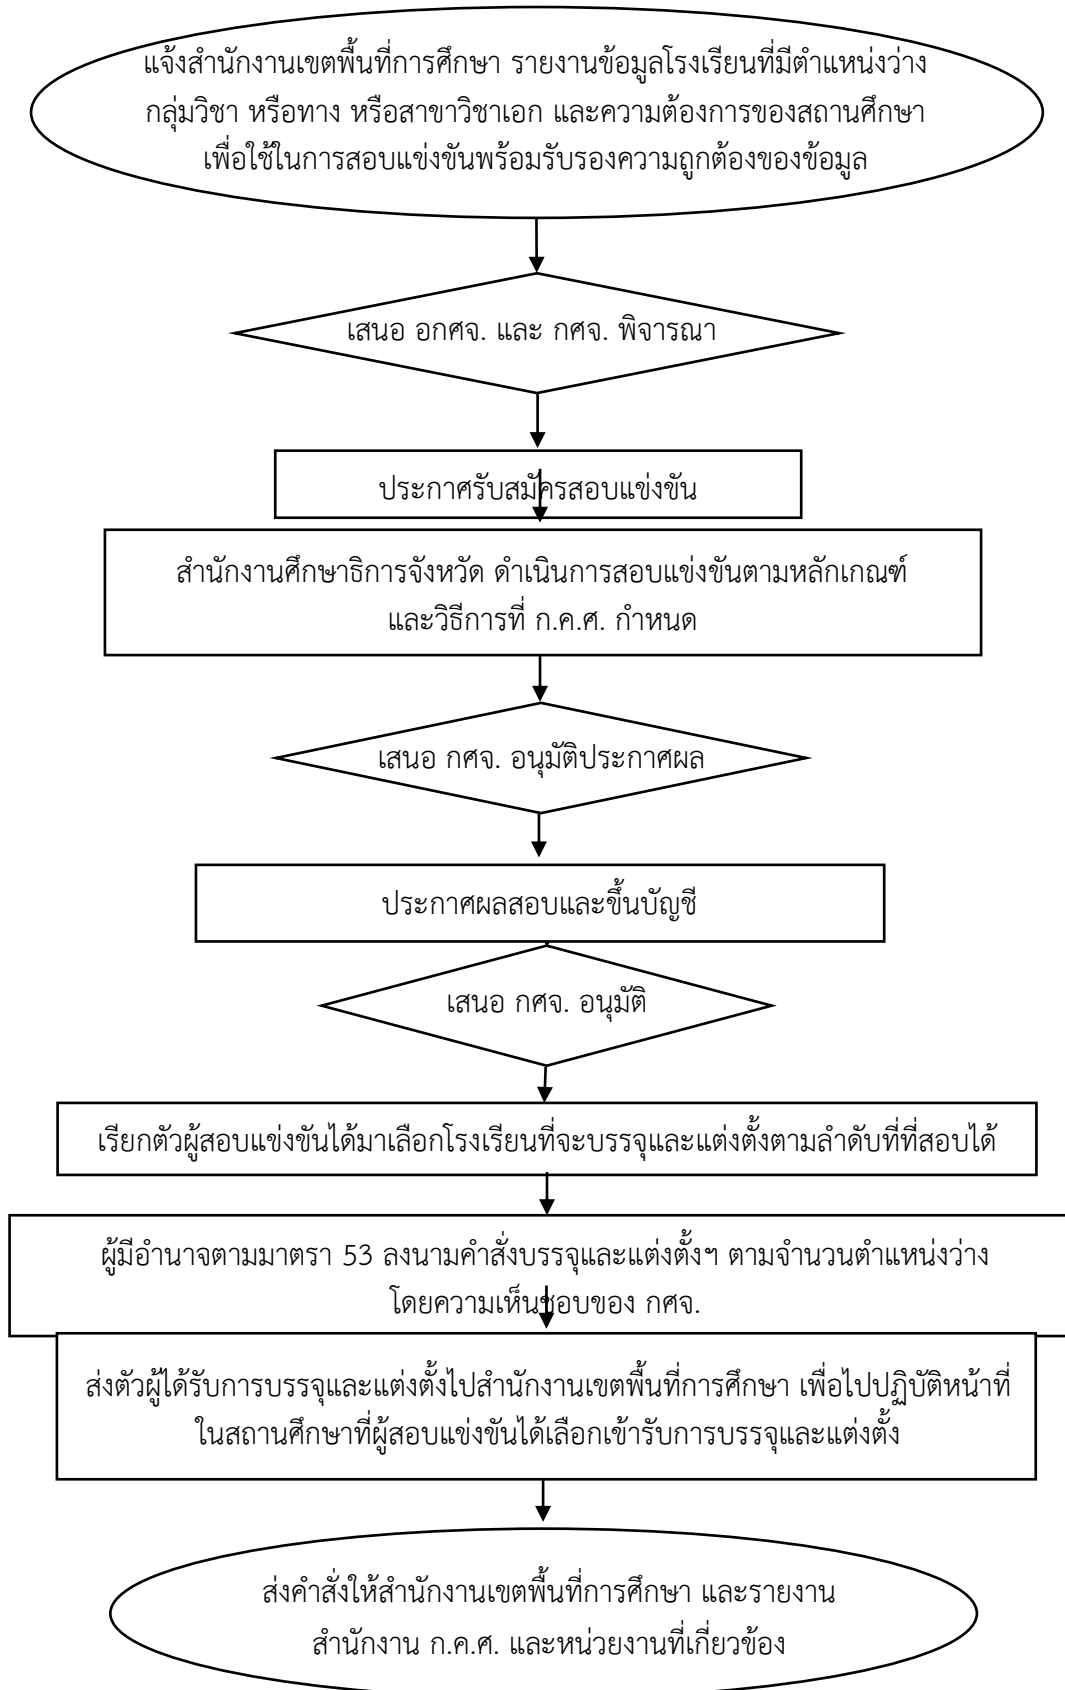 แจ้งสำนักงานเขตพื้นที่การศึกษา รายงานข้อมูลโรงเรียนที่มีตำแหน่งว่าง
กลุ่มวิชา หรือทาง หรือสาขาวิชาเอก และความต้องการของสถานศึกษา
เพื่อใช้ในการสอบแข่งขันพร้อมรับรองความถูกต้องของข้อมูล
เสนอ อกศจ. และ กศจ. พิจารณา
ประกาศรับสมัครสอบแข่งขัน
สำนักงานศึกษาธิการจังหวัด ดำเนินการสอบแข่งขันตามหลักเกณฑ์
และวิธีการที่ ก.ค.ศ. กำหนด
เสนอ กศจ. อนุมัติประกาศผล
ประกาศผลสอบและขึ้นบัญชี
เสนอ กศจ. อนุมัติ
เรียกตัวผู้สอบแข่งขันได้มาเลือกโรงเรียนที่จะบรรจุและแต่งตั้งตามลำดับที่ที่สอบได้
ผู้มีอำนาจตามมาตรา 53 ลงนามคำสั่งบรรจุและแต่งตั้งฯ ตามจำนวนตำแหน่งว่าง
โดยความเห็นชอบของ กศจ.
ส่งตัวผู้ได้รับการบรรจุและแต่งตั้งไปสำนักงานเขตพื้นที่การศึกษา เพื่อไปปฏิบัติหน้าที่
ในสถานศึกษาที่ผู้สอบแข่งขันได้เลือกเข้ารับการบรรจุและแต่งตั้ง
ส่งคำสั่งให้สำนักงานเขตพื้นที่การศึกษา และรายงาน
สำนักงาน ก.ค.ศ. และหน่วยงานที่เกี่ยวข้อง